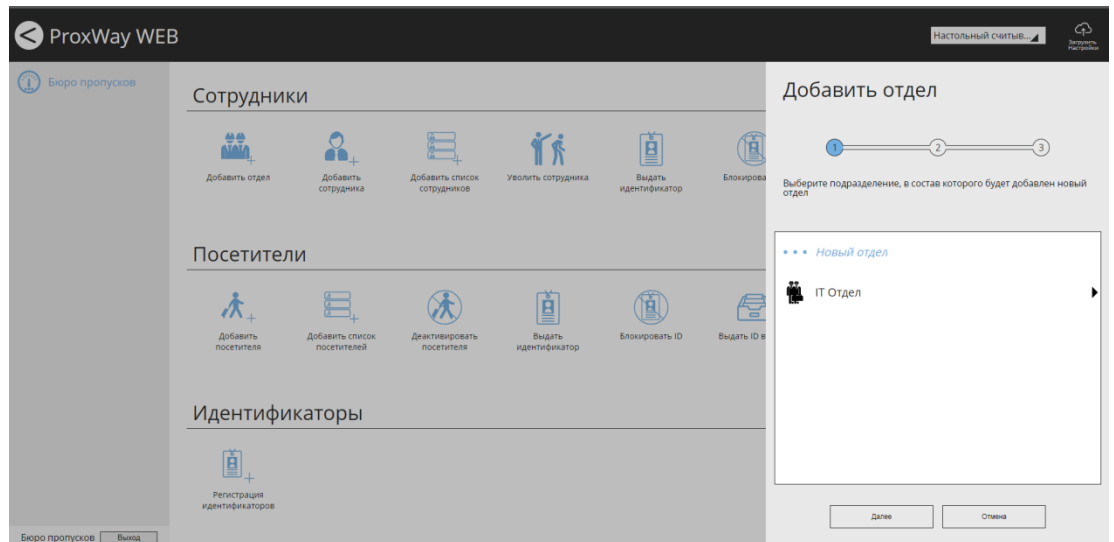 ProxWay WEB
Настольный считыв...
Загрузить
Настройки
Бюро пропусков
Сотрудники
Добавить отдел
Добавить
сотрудника
Добавить список
сотрудников
Уволить сотрудника
Выдать
идентификатор
Блокирова
Посетители
Добавить
посетителя
Добавить список
посетителей
Деактивировать
посетителя
Выдать
идентификатор
Блокировать ID
Выдать ID в
Идентификаторы
Регистрация
идентификаторов
Бюро пропусков
Выход
Добавить отдел
1
2
3
Выберите подразделение, в состав которого будет добавлен новый
отдел
Новый отдел
IT Отдел
Далее
Отмена